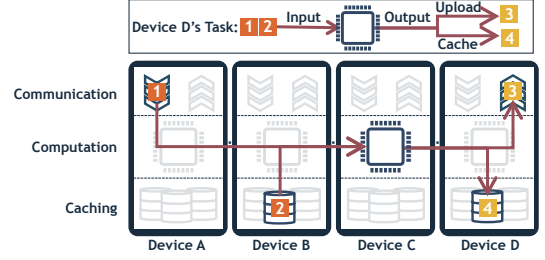 Device D's Task: 1 2 Input Output Upload 3
Cache 4
Communication 1 3
Computation
Caching 2 4
Device A Device B Device C Device D